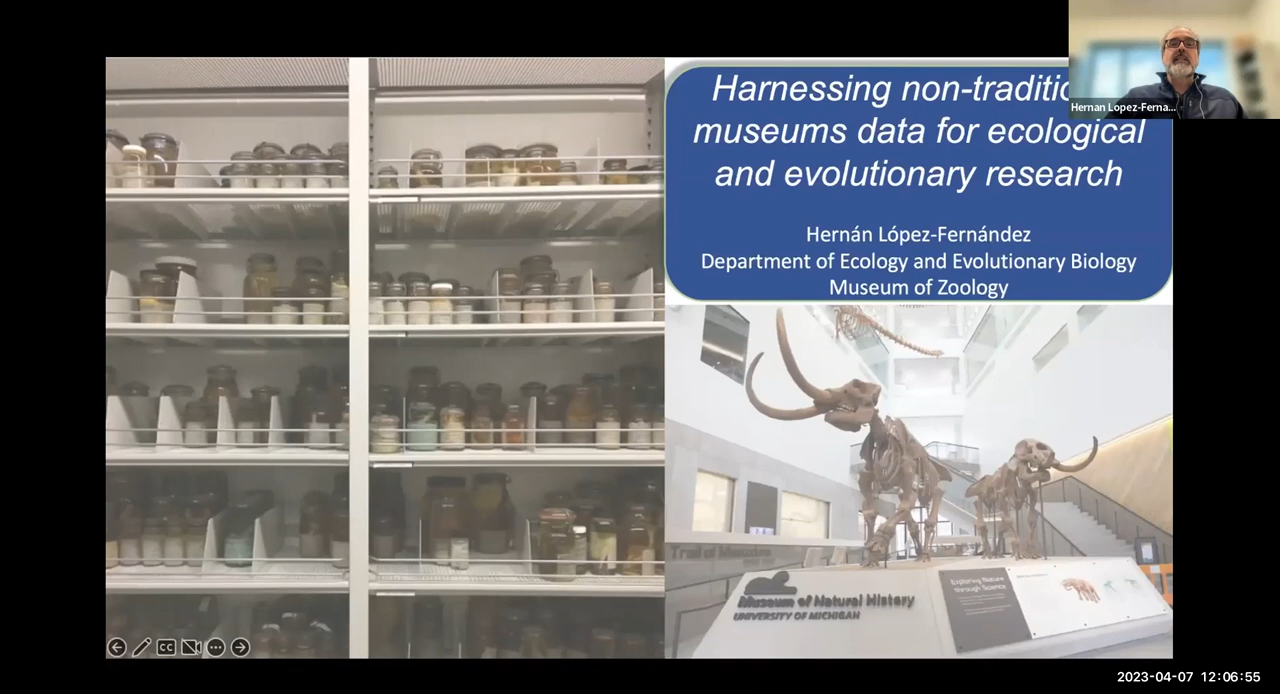 Harnessing non-traditio
museums data for ecological
and evolutionary research
Hernán López-Fernández
Department of Ecology and Evolutionary Biology
Museum of Zoology
Hernan Lopez-Ferna...
Museum of Natural History
UNIVERSITY OF MICHIGAN
Exploring Nature
through Science
CC
2023-04-07 12:06:55